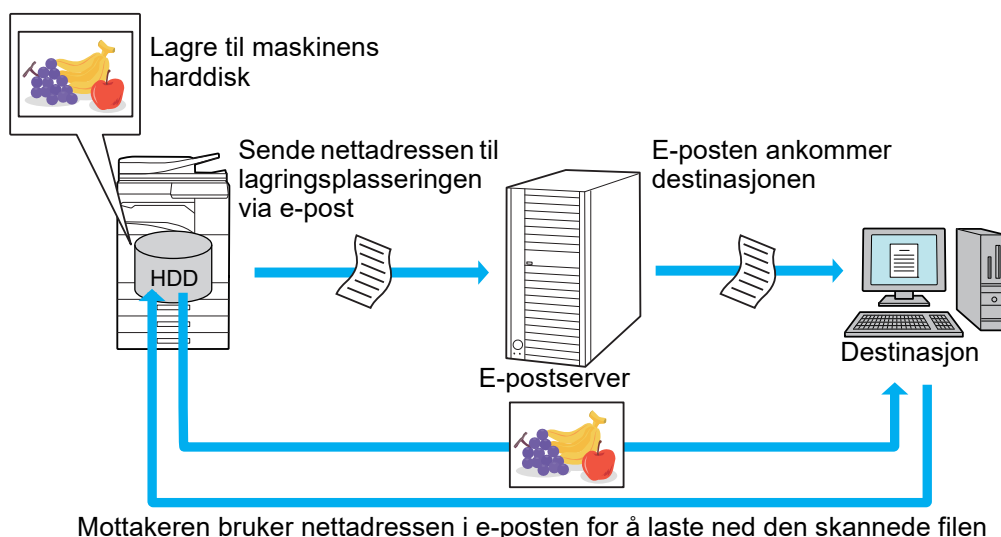 Lagre til maskinens
harddisk
Sende nettadressen til
lagringsplasseringen
via e-post
E-posten ankommer
destinasjonen
HDD
E-postserver
Destinasjon
Mottakeren bruker nettadressen i e-posten for å laste ned den skannede filen